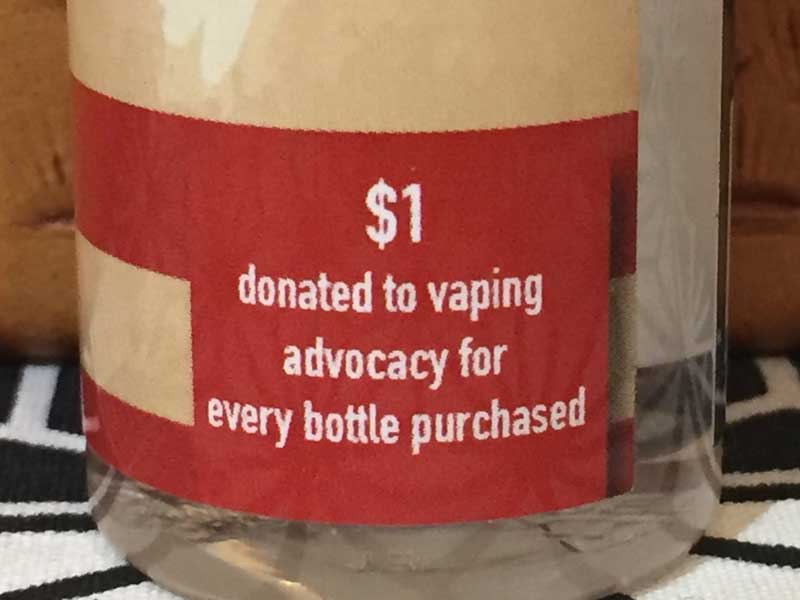 $1
donated to vaping
advocacy for
every bottle purchased